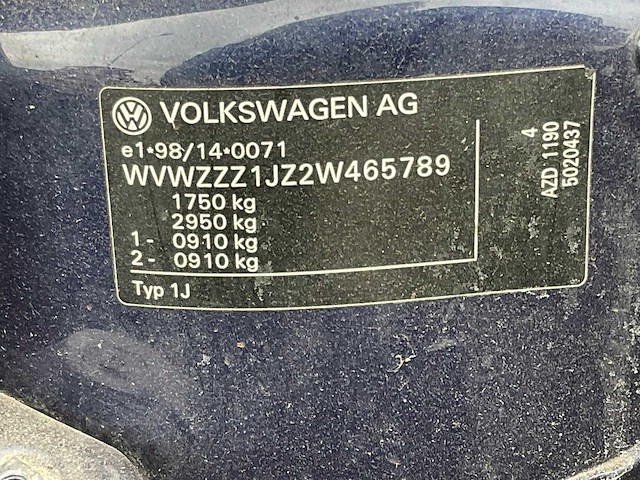 VOLKSWAGEN AG
e1*98/14*0071
WVWZZZ1JZ2W465789
1750 kg
2950 kg
1- 0910 kg
2- 0910 kg
Typ 1J
4
AZD 1190
5020437